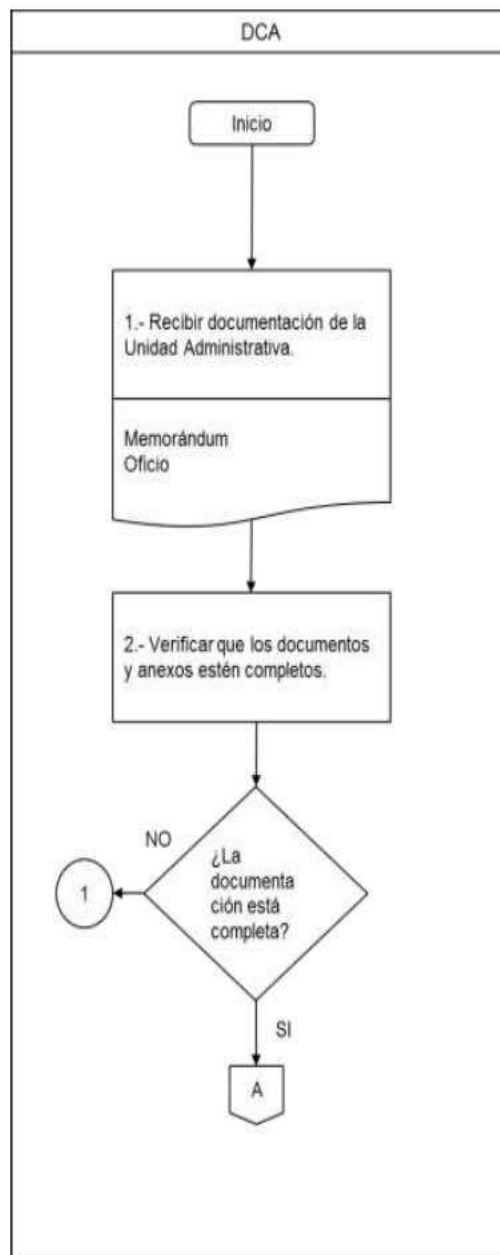 DCA
Inicio
1.- Recibir documentación de la
Unidad Administrativa.
Memorándum
Oficio
2.- Verificar que los documentos
y anexos estén completos.
NO
¿La
documenta
ción está
completa?
1
SI
A